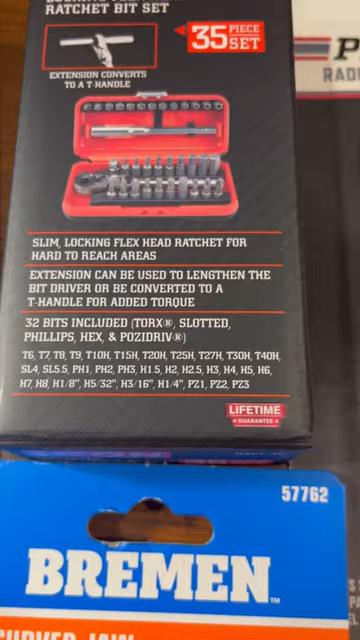 RATCHET BIT SET
35 PIECE SET
EXTENSION CONVERTS
TO A T-HANDLE
SLIM, LOCKING FLEX HEAD RATCHET FOR
HARD TO REACH AREAS
EXTENSION CAN BE USED TO LENGTHEN THE
BIT DRIVER OR BE CONVERTED TO A
T-HANDLE FOR ADDED TORQUE
32 BITS INCLUDED (TORX®, SLOTTED,
PHILLIPS, HEX, & POZIDRIV®)
T6, T7, T8, T9, T10H, T15H, T20H, T25H, T27H, T30H, T40H,
SL4, SL5.5, PH1, PH2, PH3, H1.5, H2, H2.5, H3, H4, H5, H6,
H7, H8, H1/8", H5/32", H3/16", H1/4", PZ1, PZ2, PZ3
LIFETIME
GUARANTEE
57762
BREMEN™
CURVED JAW